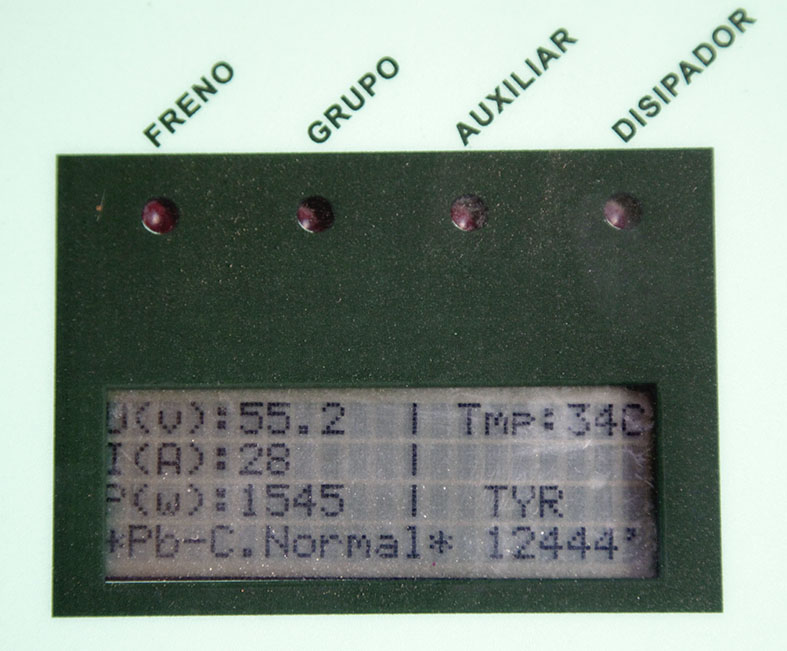 FRENO GRUPO AUXILIAR DISIPADOR
U(v):55.2 | Tmp:34C
I(A):28 |
P(w):1545 | TYR
*Pb-C.Normal* 12444'